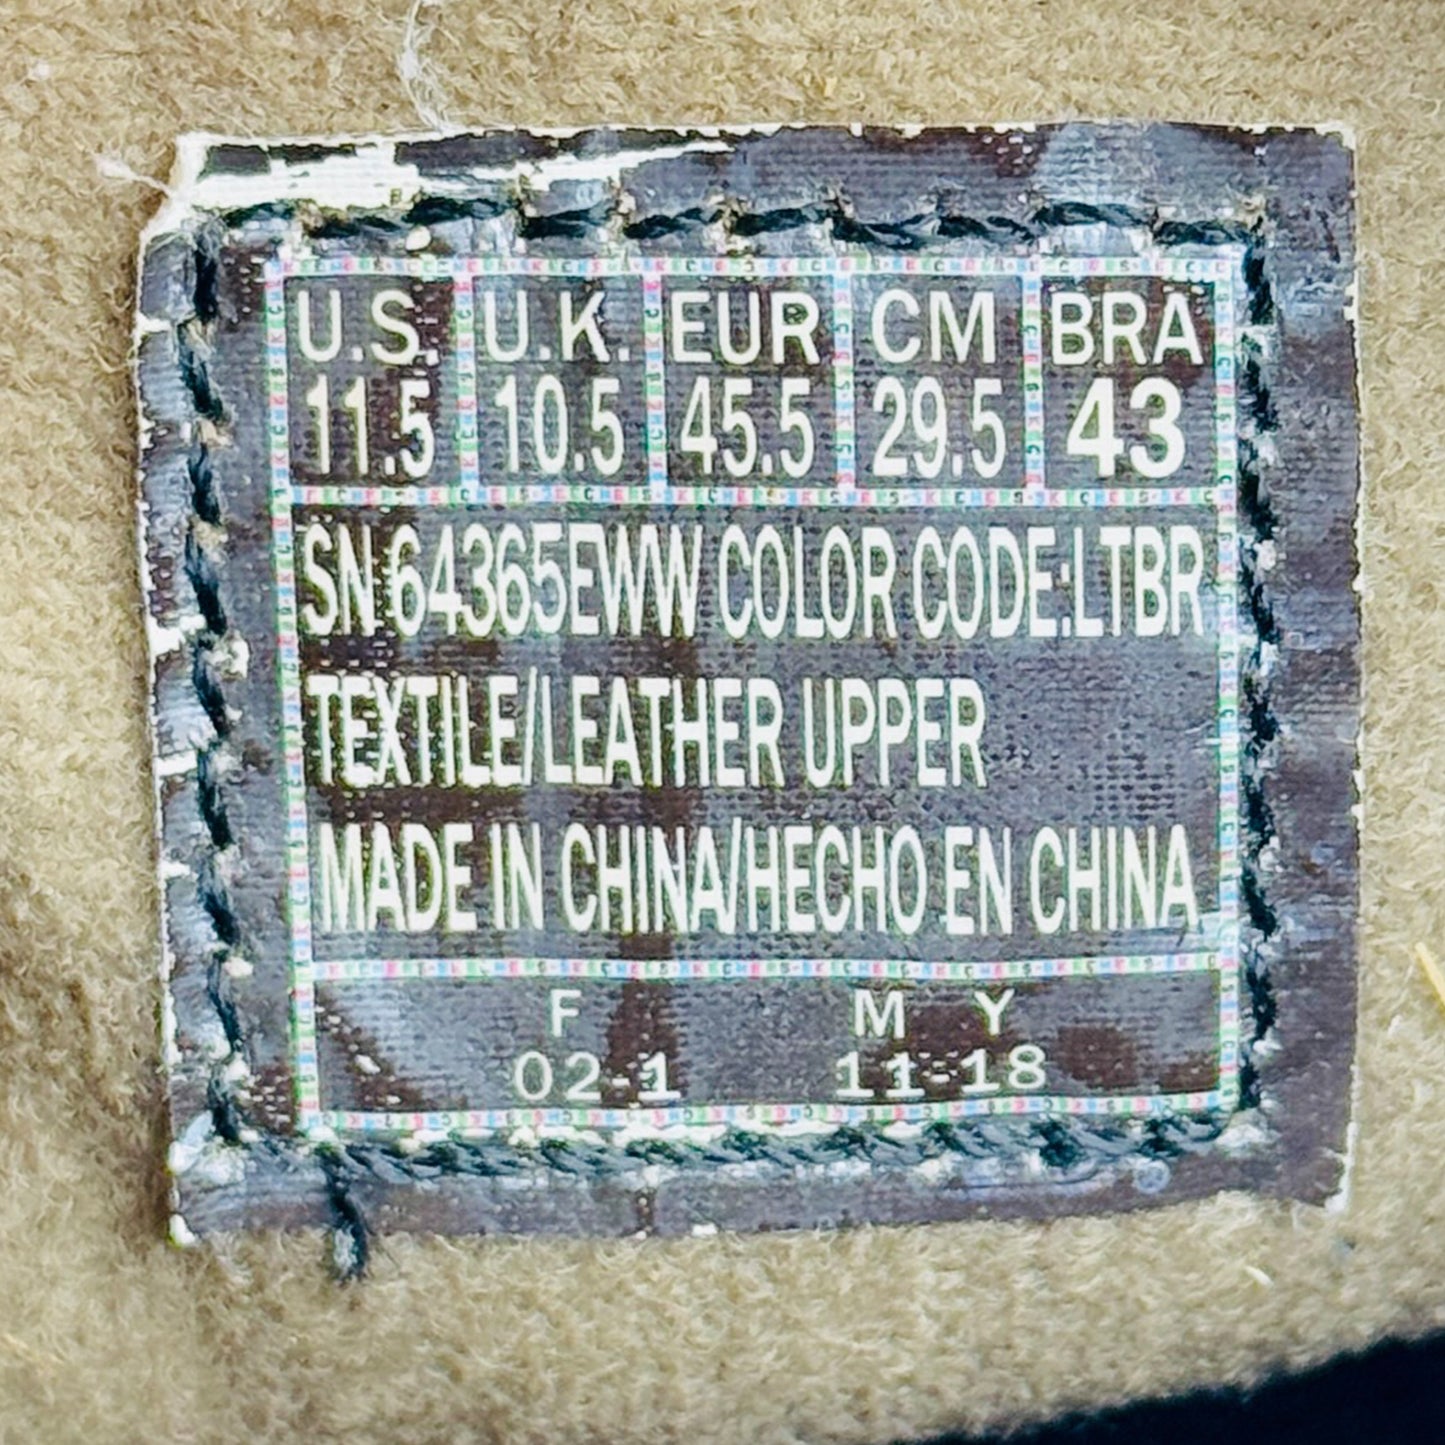 U.S. U.K. EUR CM BRA
11.5 10.5 45.5 29.5 43
SN:64365EWW COLOR CODE:LTBR
TEXTILE/LEATHER UPPER
MADE IN CHINA/HECHO EN CHINA
F M Y
02-1 11-18